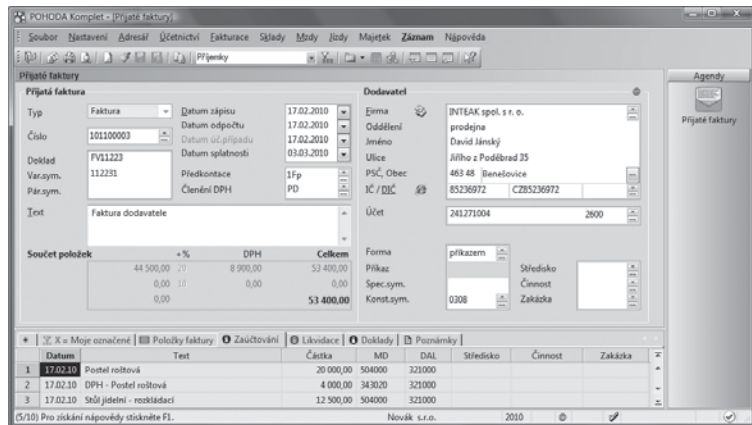 POHODA Komplet - [Přijaté faktury]
Soubor Nastavení Adresář Účetnictví Fakturace Sklady Mzdy Jízdy Majetek Záznam Nápověda
Příjemky
Přijaté faktury
Agendy
Přijaté faktury
Přijatá faktura
Typ Faktura
Číslo 101100003
Doklad FV11223
Var.sym. 112231
Pár.sym.
Datum zápisu 17.02.2010
Datum odpočtu 17.02.2010
Datum úč.případu 17.02.2010
Datum splatnosti 03.03.2010
Předkontace 1Fp
Členění DPH PD
Text Faktura dodavatele
Součet položek +% DPH Celkem
44 500,00 20 8 900,00 53 400,00
0,00 10 0,00 0,00
0,00 53 400,00
Dodavatel
Firma INTEAK spol. s r. o.
Oddělení prodejna
Jméno David Jánský
Ulice Jiřího z Poděbrad 35
PSČ, Obec 463 48 Benešovice
IČ / DIČ 85236972 CZ85236972
Účet 241271004 2600
Forma příkazem
Příkaz Středisko
Spec.sym. Činnost
Konst.sym. 0308 Zakázka
X = Moje označené Položky faktury Zaúčtování Likvidace Doklady Poznámky
Datum Text Částka MD DAL Středisko Činnost Zakázka
1 17.02.10 Postel roštová 20 000,00 504000 321000
2 17.02.10 DPH - Postel roštová 4 000,00 343020 321000
3 17.02.10 Stůl jídelní - rozkládací 12 500,00 504000 321000
(5/10) Pro získání nápovědy stiskněte F1. Novák s.r.o. 2010